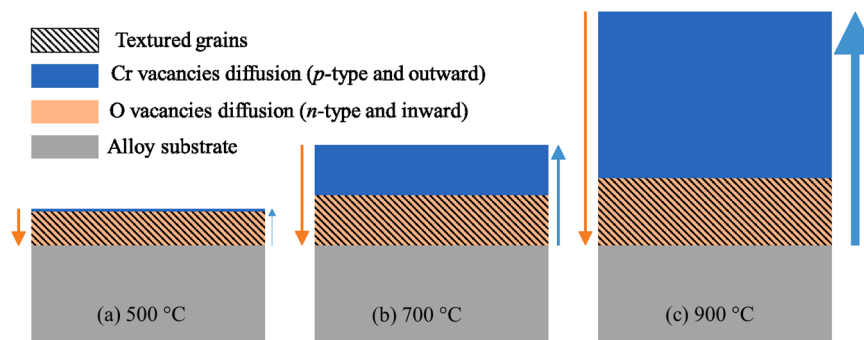 Textured grains
Cr vacancies diffusion (p-type and outward)
O vacancies diffusion (n-type and inward)
Alloy substrate
(a) 500 °C
(b) 700 °C
(c) 900 °C